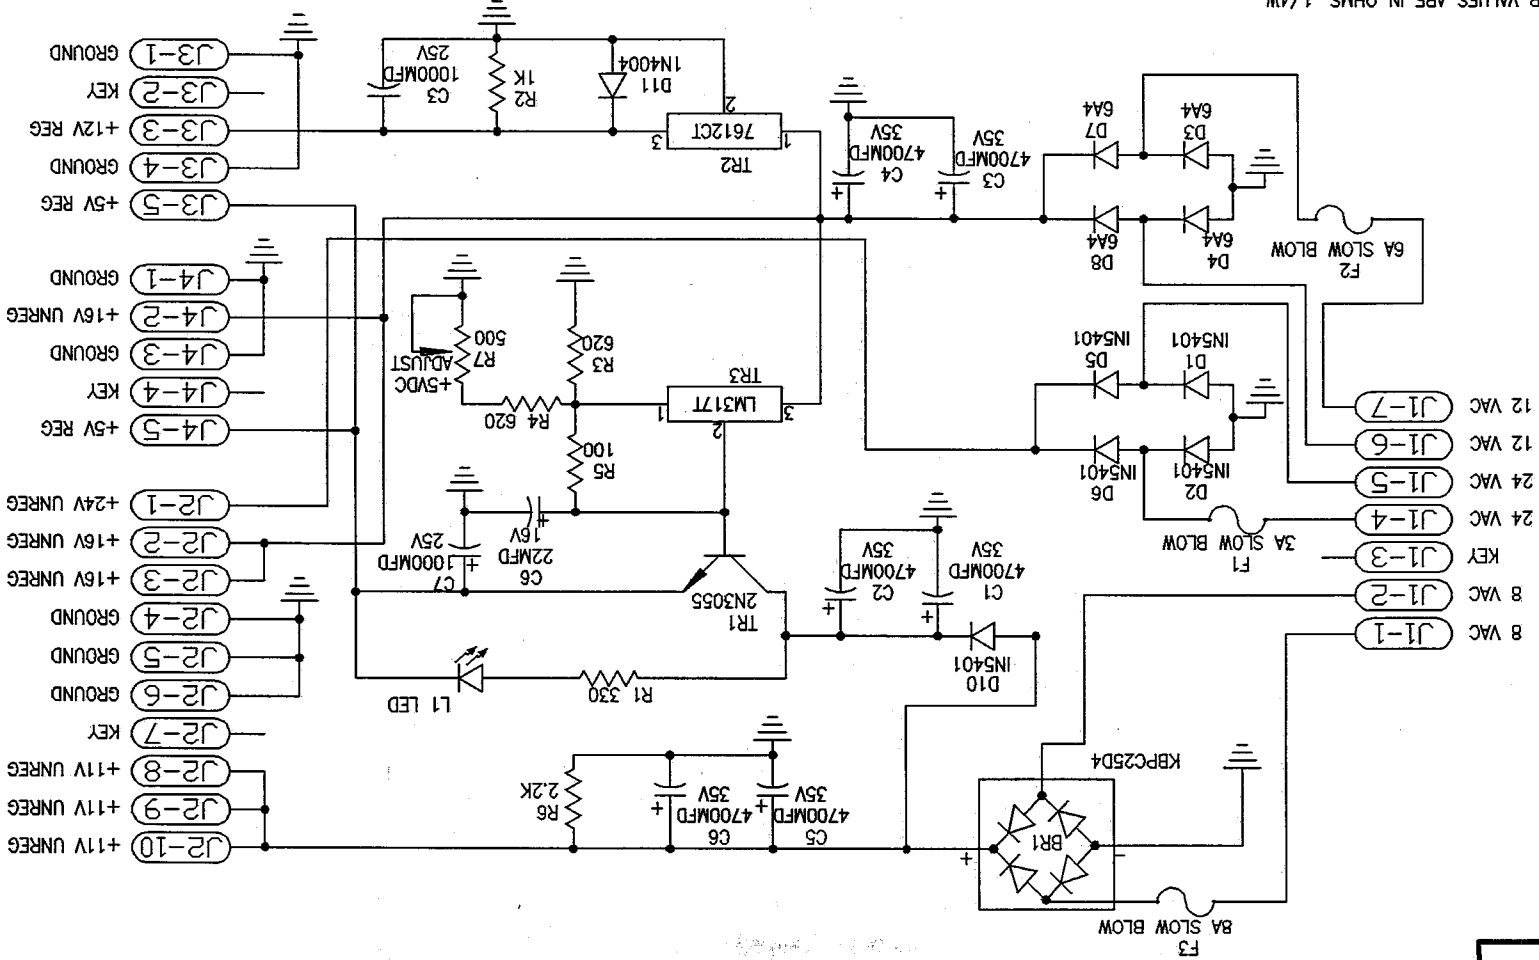 F3
8A SLOW BLOW
BR1
+
-
KBPC25D4
C5
4700MFD
35V
+
C6
4700MFD
35V
+
R6
2.2K
J2-10 +11V UNREG
J2-9 +11V UNREG
J2-8 +11V UNREG
J2-7 KEY
J2-6 GROUND
J2-5 GROUND
J2-4 GROUND
J2-3 +16V UNREG
J2-2 +16V UNREG
J2-1 +24V UNREG
8 VAC J1-1
8 VAC J1-2
KEY J1-3
24 VAC J1-4
24 VAC J1-5
12 VAC J1-6
12 VAC J1-7
D10
IN5401
R1
330
L1 LED
C1
4700MFD
35V
+
C2
4700MFD
35V
+
TR1
2N3055
C7
1000MFD
25V
+
C6
22MFD
16V
+
F1
3A SLOW BLOW
D2
IN5401
D6
IN5401
D1
IN5401
D5
IN5401
R5
100
2
3
LM317T
1
TR3
R4 620
R3
620
+5VDC
ADJUST
R7
500
J4-5 +5V REG
J4-4 KEY
J4-3 GROUND
J4-2 +16V UNREG
J4-1 GROUND
F2
6A SLOW BLOW
D4
6A4
D8
6A4
D3
6A4
D7
6A4
C3
4700MFD
35V
+
C4
4700MFD
35V
+
TR2
1
7612CT
3
2
D11
1N4004
R2
1K
C3
1000MFD
25V
J3-5 +5V REG
J3-4 GROUND
J3-3 +12V REG
J3-2 KEY
J3-1 GROUND
R VALUES ARE IN OHMS 1/4W